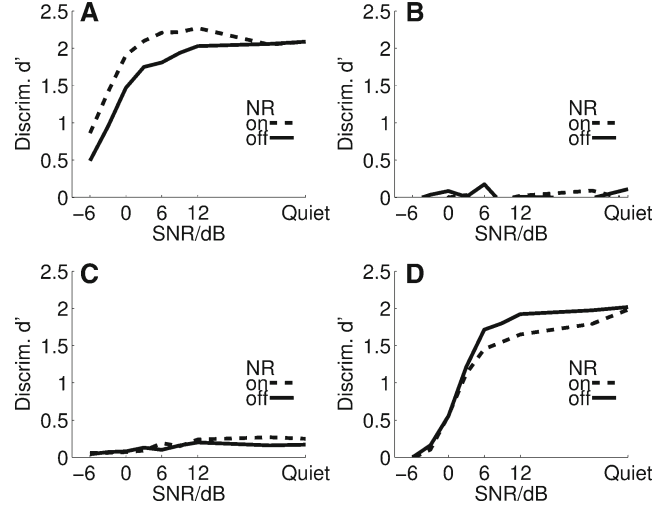 A
Discrim. d'
2.5
2
1.5
1
0.5
0
NR
on
off
−6 0 6 12 Quiet
SNR/dB
B
Discrim. d'
2.5
2
1.5
1
0.5
0
NR
on
off
−6 0 6 12 Quiet
SNR/dB
C
Discrim. d'
2.5
2
1.5
1
0.5
0
NR
on
off
−6 0 6 12 Quiet
SNR/dB
D
Discrim. d'
2.5
2
1.5
1
0.5
0
NR
on
off
−6 0 6 12 Quiet
SNR/dB